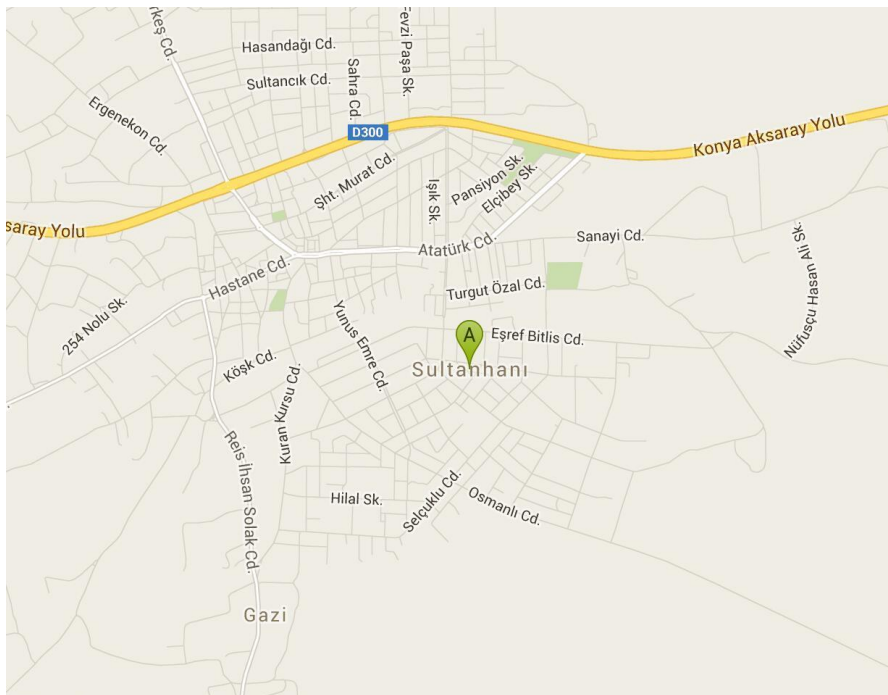 rkeş Cd.
Fevzi Paşa Sk.
Hasandağı Cd.
Sultancık Cd.
Sahra Cd.
Ergenekon Cd.
D300
Konya Aksaray Yolu
Şht. Murat Cd.
Işık Sk.
Pansiyon Sk.
Elçibey Sk.
saray Yolu
Atatürk Cd.
Sanayi Cd.
Nüfusçu Hasan Ali Sk.
Hastane Cd.
Turgut Özal Cd.
254 Nolu Sk.
Yunus Emre Cd.
A
Eşref Bitlis Cd.
Köşk Cd.
Sultanhanı
Kuran Kursu Cd.
Reis İhsan Solak Cd.
Hilal Sk.
Selçuklu Cd.
Osmanlı Cd.
Gazi